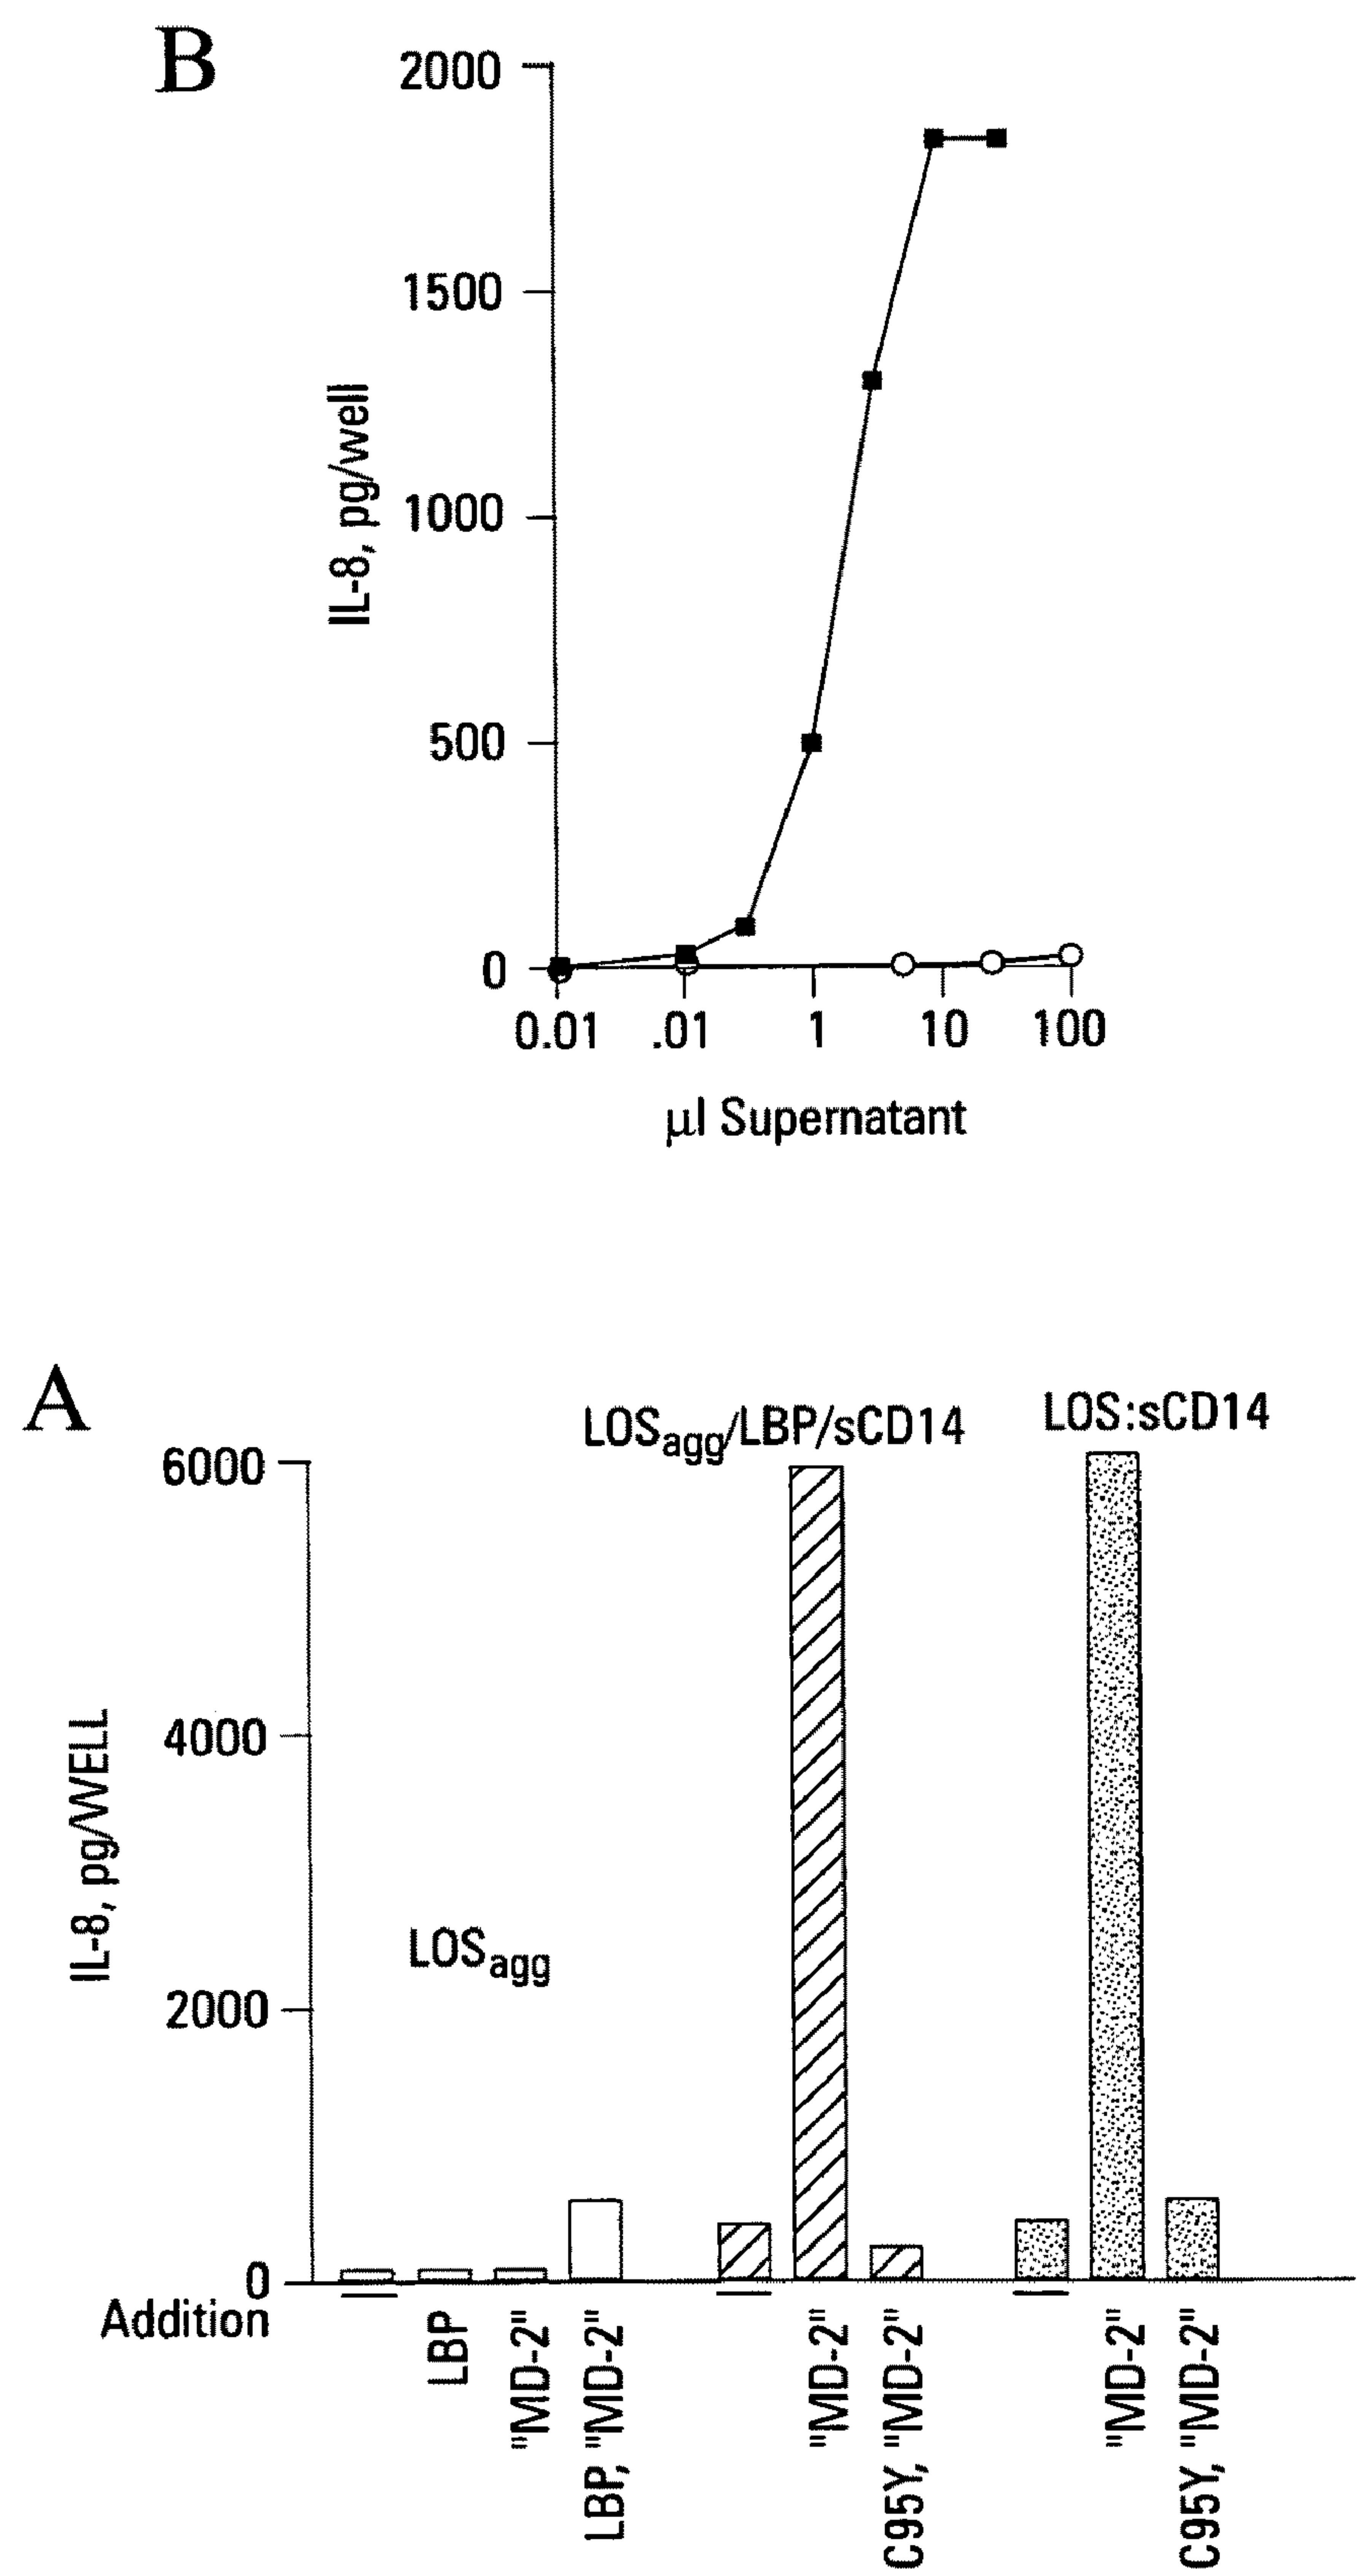 B
2000
1500
1000
500
0
IL-8, pg/well
0.01 .01 1 10 100
μl Supernatant
A
LOSagg/LBP/sCD14 LOS:sCD14
6000
4000
2000
0
IL-8, pg/WELL
LOSagg
Addition
LBP
"MD-2"
LBP, "MD-2"
"MD-2"
C95Y, "MD-2"
"MD-2"
C95Y, "MD-2"